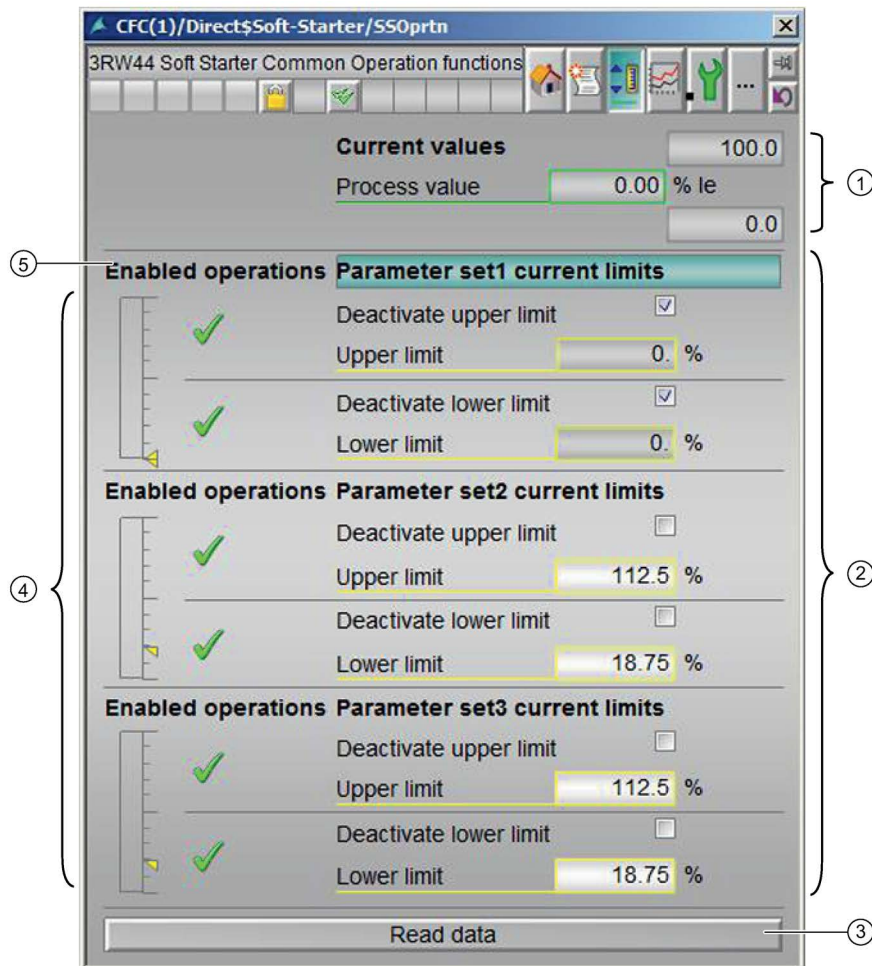 CFC(1)/Direct$Soft-Starter/SSOprtn
3RW44 Soft Starter Common Operation functions
...
Current values 100.0
Process value 0.00 % Ie
0.0
1
5
Enabled operations Parameter set1 current limits
Deactivate upper limit
Upper limit 0. %
Deactivate lower limit
Lower limit 0. %
Enabled operations Parameter set2 current limits
Deactivate upper limit
Upper limit 112.5 %
4
2
Deactivate lower limit
Lower limit 18.75 %
Enabled operations Parameter set3 current limits
Deactivate upper limit
Upper limit 112.5 %
Deactivate lower limit
Lower limit 18.75 %
Read data
3